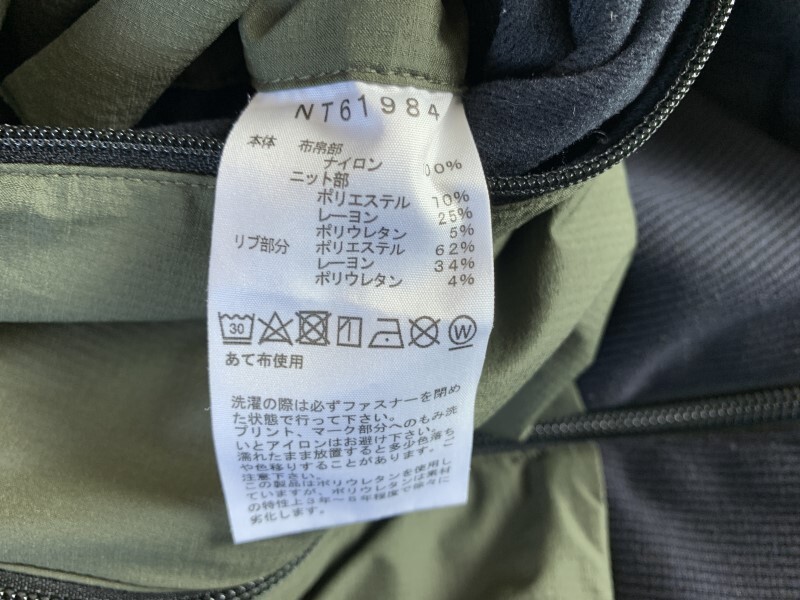 NT61984
本体 布帛部
ナイロン 00%
ニット部
ポリエステル 10%
レーヨン 25%
ポリウレタン 5%
リブ部分 ポリエステル 62%
レーヨン 34%
ポリウレタン 4%
30 W
あて布使用
洗濯の際は必ずファスナーを閉め
た状態で行って下さい。
プリント、マーク部分へのもみ洗
いとアイロンはお避け下さい。
濡れたまま放置すると多少色落ち
や色移りすることがあります。ご
注意下さい。
この製品はポリウレタンを使用し
ていますが、ポリウレタンは素材
の特性上3年～5年程度で徐々に
劣化します。